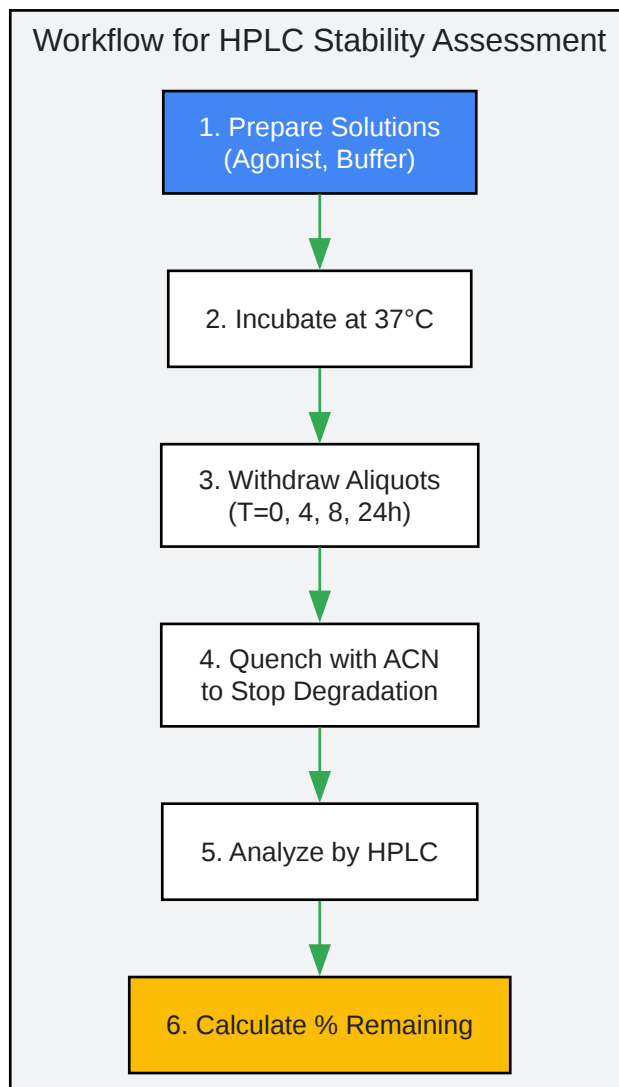 Workflow for HPLC Stability Assessment
1. Prepare Solutions
(Agonist, Buffer)
2. Incubate at 37°C
3. Withdraw Aliquots
(T=0, 4, 8, 24h)
4. Quench with ACN
to Stop Degradation
5. Analyze by HPLC
6. Calculate % Remaining